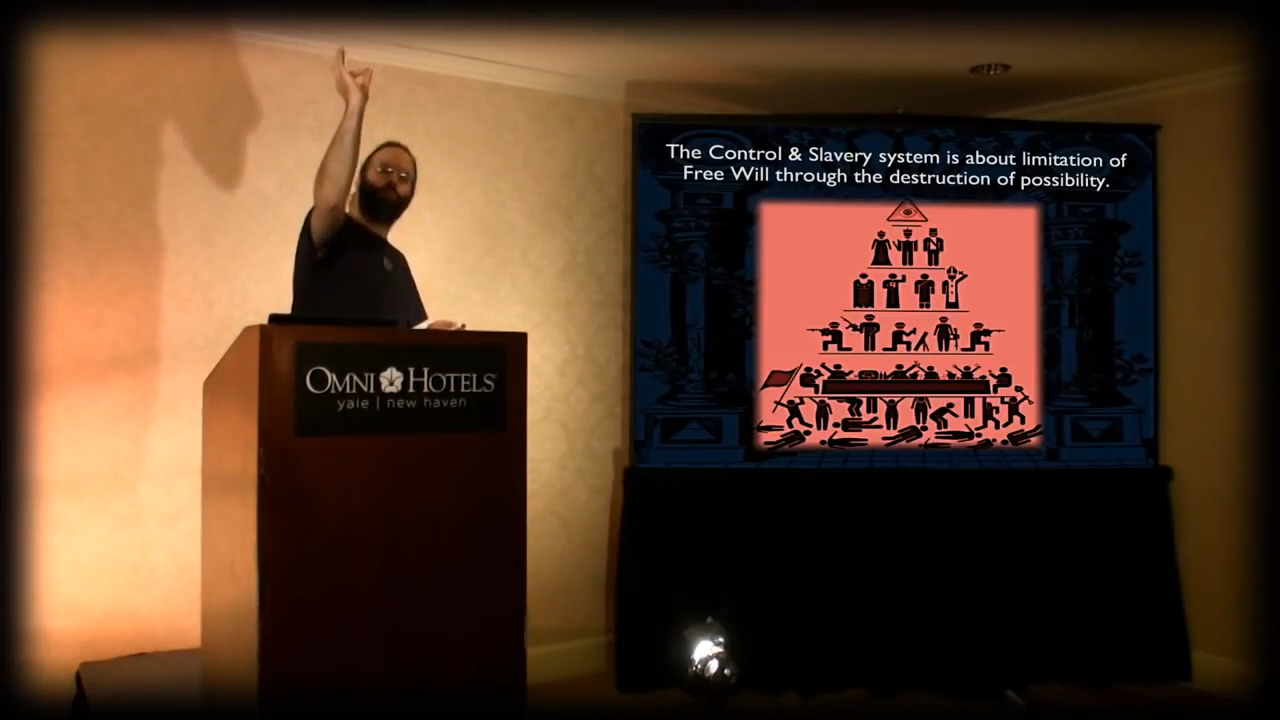 The Control & Slavery system is about limitation of
Free Will through the destruction of possibility.
OMNI HOTELS
yale | new haven